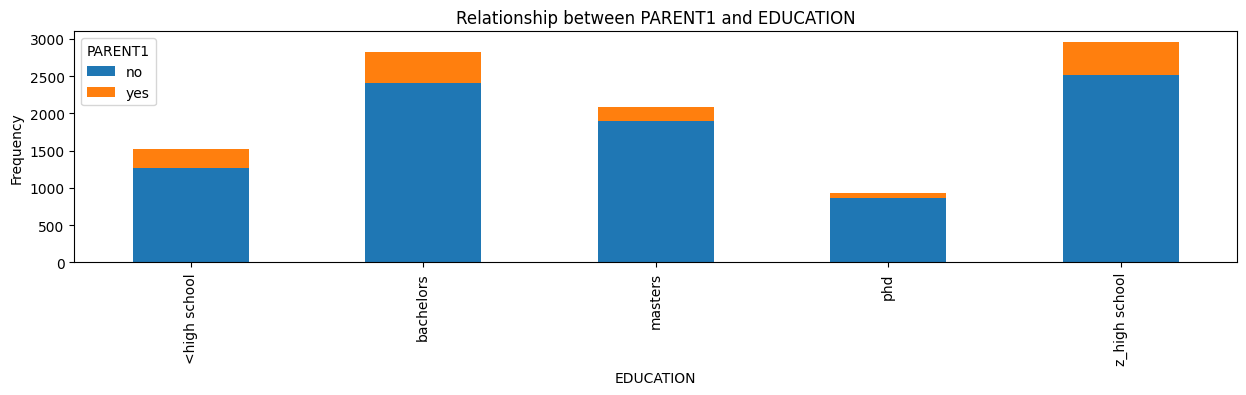 Relationship between PARENT1 and EDUCATION
PARENT1
no
yes
Frequency
3000
2500
2000
1500
1000
500
0
<high school
bachelors
masters
phd
z_high school
EDUCATION